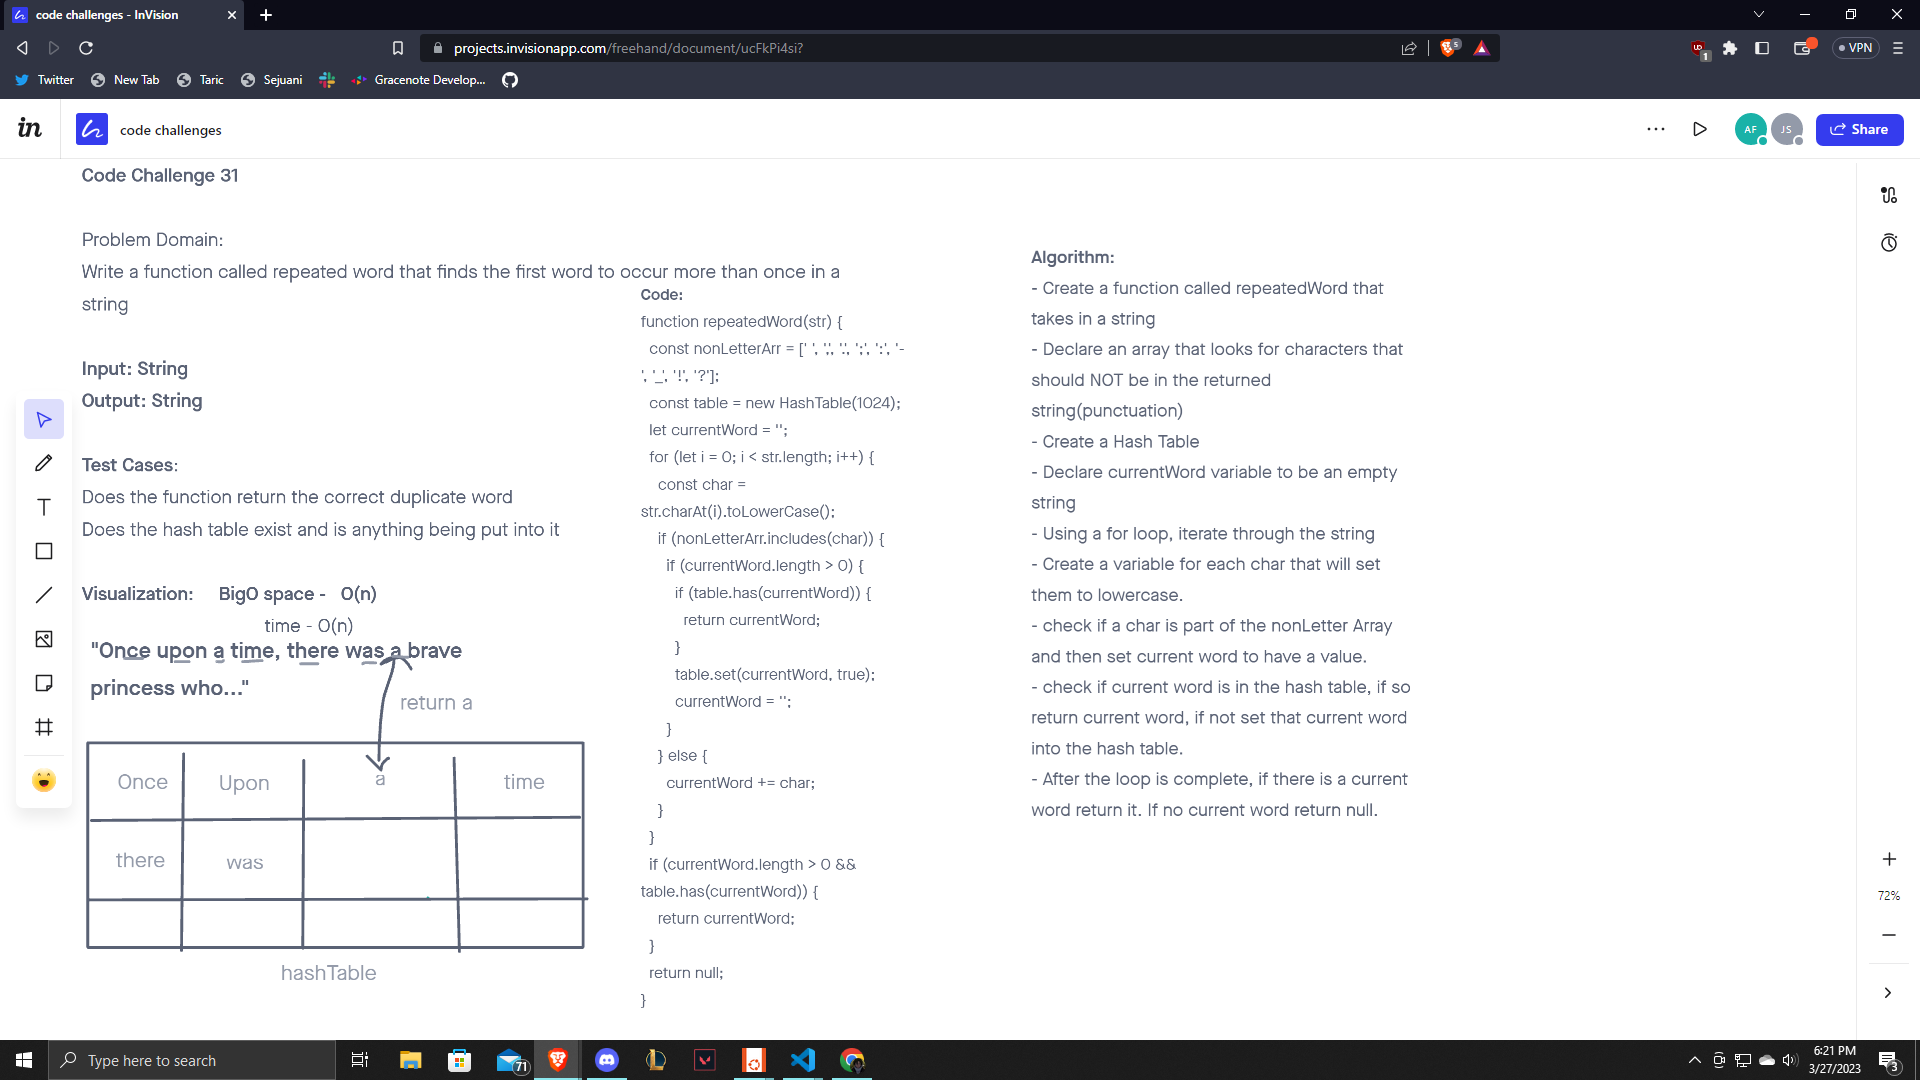 code challenges - InVision
projects.invisionapp.com/freehand/document/ucFkPi4si?
5
UD
1
VPN
Twitter
New Tab
Taric
Sejuani
Gracenote Develop...
in
code challenges
AF
JS
Share
Code Challenge 31
Problem Domain:
Write a function called repeated word that finds the first word to occur more than once in a
string
Input: String
Output: String
Test Cases:
Does the function return the correct duplicate word
Does the hash table exist and is anything being put into it
Visualization: BigO space - O(n)
time - O(n)
"Once upon a time, there was a brave
princess who..."
return a
Once
Upon
a
time
there
was
hashTable
Code:
function repeatedWord(str) {
const nonLetterArr = [' ', ',', '.', ';', ':', '-
', '_', '!', '?'];
const table = new HashTable(1024);
let currentWord = '';
for (let i = 0; i < str.length; i++) {
const char =
str.charAt(i).toLowerCase();
if (nonLetterArr.includes(char)) {
if (currentWord.length > 0) {
if (table.has(currentWord)) {
return currentWord;
}
table.set(currentWord, true);
currentWord = '';
}
} else {
currentWord += char;
}
}
if (currentWord.length > 0 &&
table.has(currentWord)) {
return currentWord;
}
return null;
}
Algorithm:
- Create a function called repeatedWord that
takes in a string
- Declare an array that looks for characters that
should NOT be in the returned
string(punctuation)
- Create a Hash Table
- Declare currentWord variable to be an empty
string
- Using a for loop, iterate through the string
- Create a variable for each char that will set
them to lowercase.
- check if a char is part of the nonLetter Array
and then set current word to have a value.
- check if current word is in the hash table, if so
return current word, if not set that current word
into the hash table.
- After the loop is complete, if there is a current
word return it. If no current word return null.
T
72%
Type here to search
71
6:21 PM
3/27/2023
3